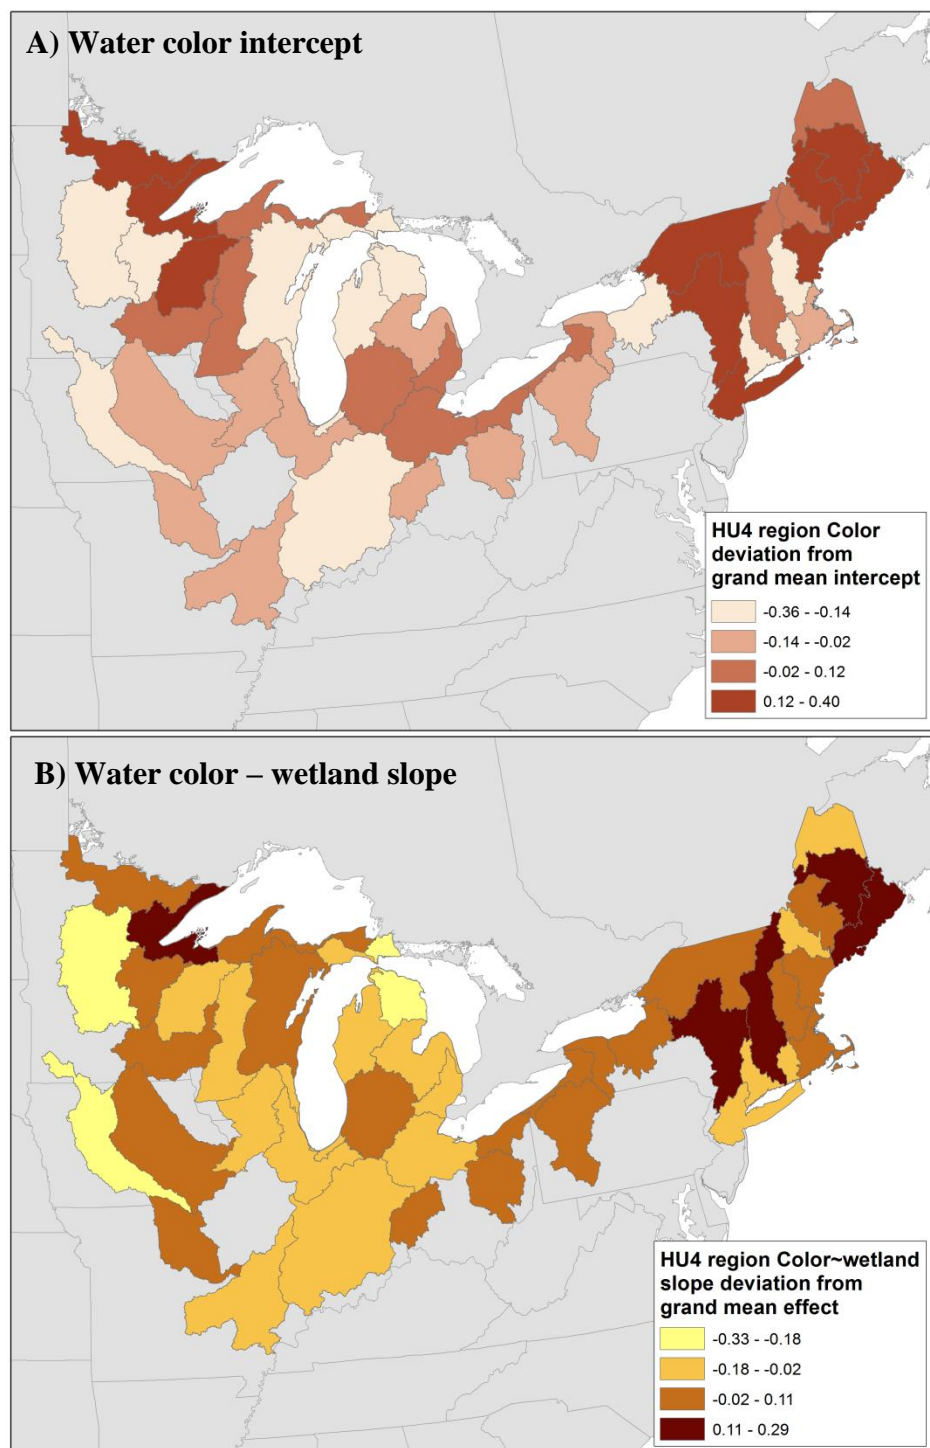 A) Water color intercept
HU4 region Color
deviation from
grand mean intercept
-0.36 - -0.14
-0.14 - -0.02
-0.02 - 0.12
0.12 - 0.40
B) Water color – wetland slope
HU4 region Color~wetland
slope deviation from
grand mean effect
-0.33 - -0.18
-0.18 - -0.02
-0.02 - 0.11
0.11 - 0.29